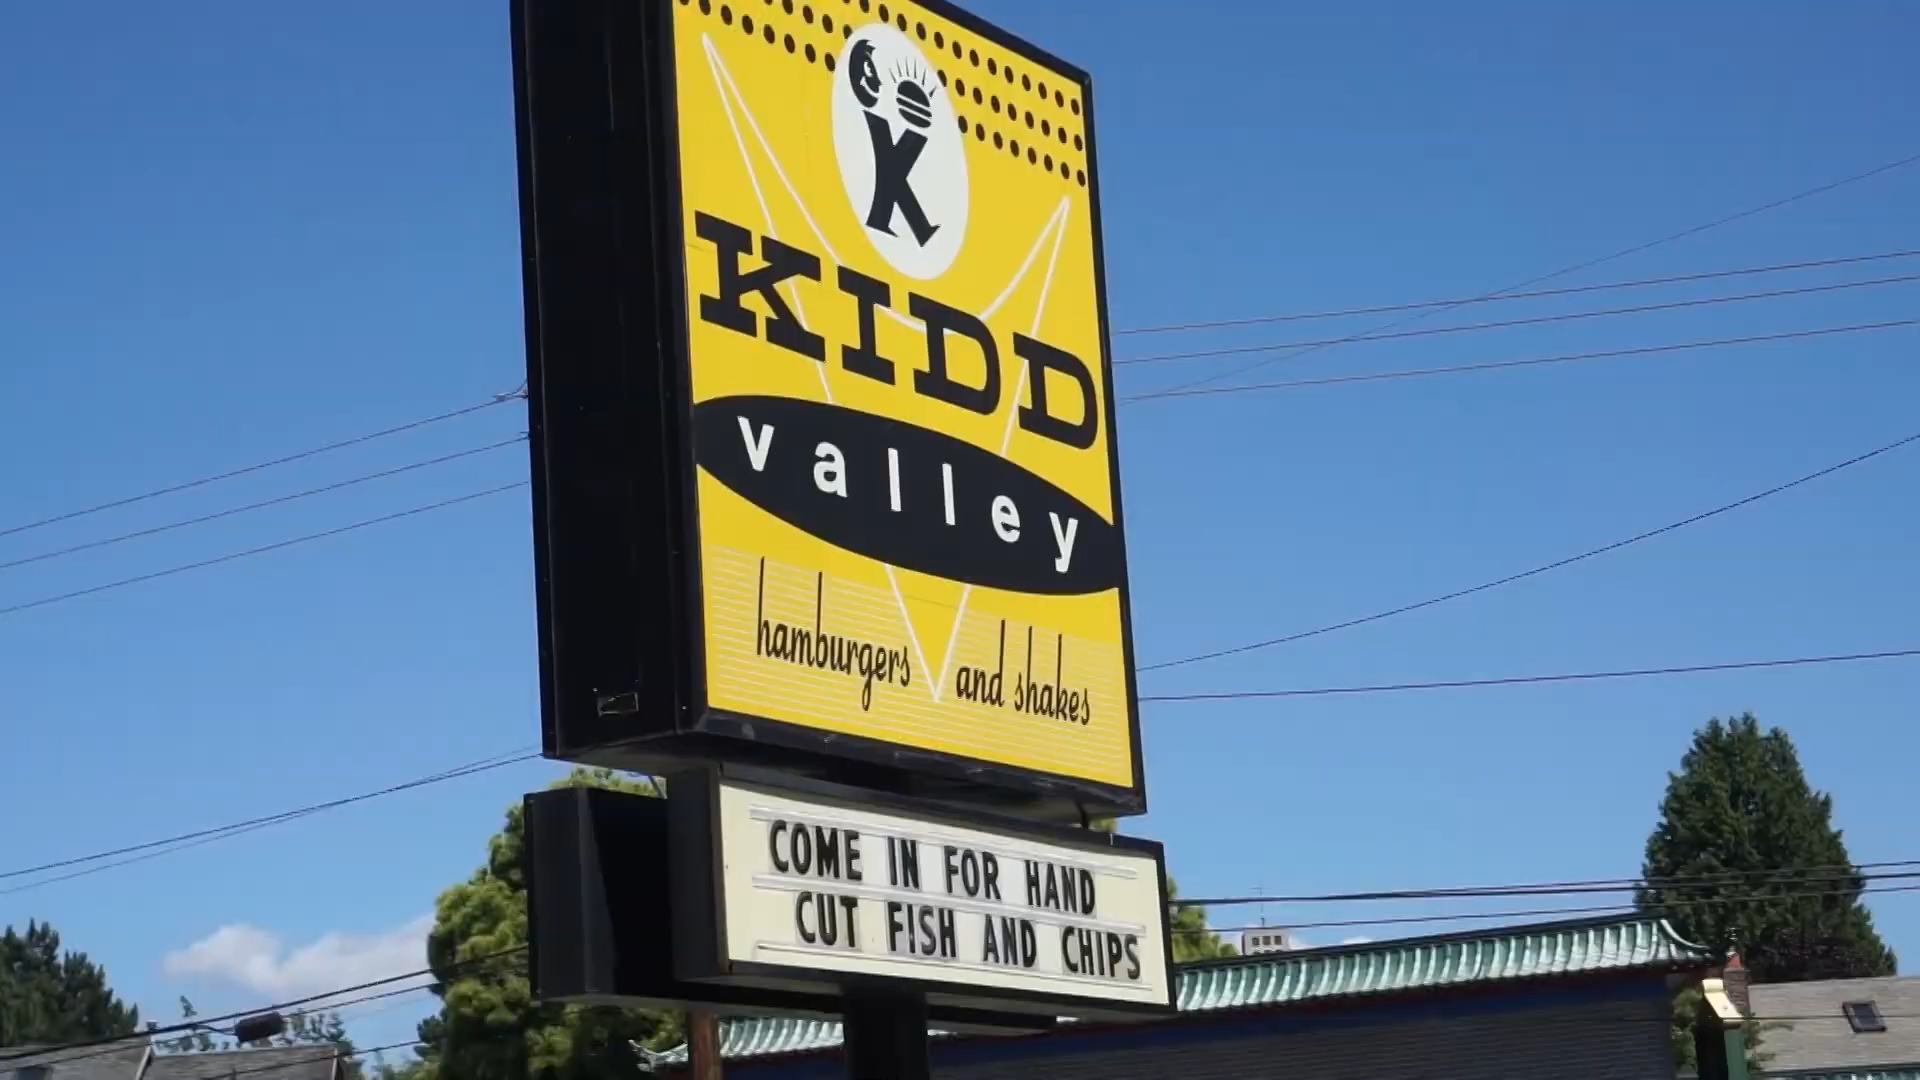 K
KIDD
valley
hamburgers and shakes
COME IN FOR HAND
CUT FISH AND CHIPS